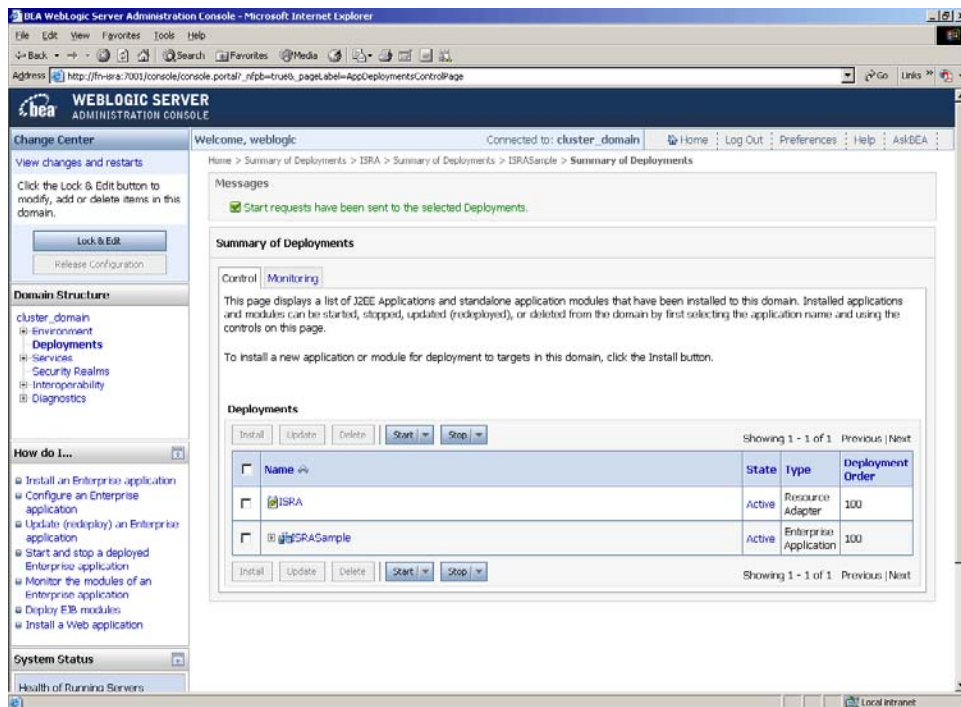 BEA WebLogic Server Administration Console - Microsoft Internet Explorer
File Edit View Favorites Tools Help
Back Search Favorites Media
Address http://fn-isra:7001/console/console.portal?_nfpb=true&_pageLabel=AppDeploymentsControlPage Go Links »
bea WEBLOGIC SERVER
ADMINISTRATION CONSOLE
Change Center
View changes and restarts
Click the Lock & Edit button to
modify, add or delete items in this
domain.
Lock & Edit
Release Configuration
Domain Structure
cluster_domain
Environment
Deployments
Services
Security Realms
Interoperability
Diagnostics
How do I...
Install an Enterprise application
Configure an Enterprise
application
Update (redeploy) an Enterprise
application
Start and stop a deployed
Enterprise application
Monitor the modules of an
Enterprise application
Deploy EJB modules
Install a Web application
System Status
Health of Running Servers
Welcome, weblogic Connected to: cluster_domain Home Log Out Preferences Help AskBEA
Home > Summary of Deployments > ISRA > Summary of Deployments > ISRASample > Summary of Deployments
Messages
Start requests have been sent to the selected Deployments.
Summary of Deployments
Control Monitoring
This page displays a list of J2EE Applications and standalone application modules that have been installed to this domain. Installed applications
and modules can be started, stopped, updated (redeployed), or deleted from the domain by first selecting the application name and using the
controls on this page.
To install a new application or module for deployment to targets in this domain, click the Install button.
Deployments
Install Update Delete Start Stop Showing 1 - 1 of 1 Previous | Next
Name State Type Deployment
Order
ISRA Active Resource
Adapter 100
ISRASample Active Enterprise
Application 100
Install Update Delete Start Stop Showing 1 - 1 of 1 Previous | Next
Local intranet